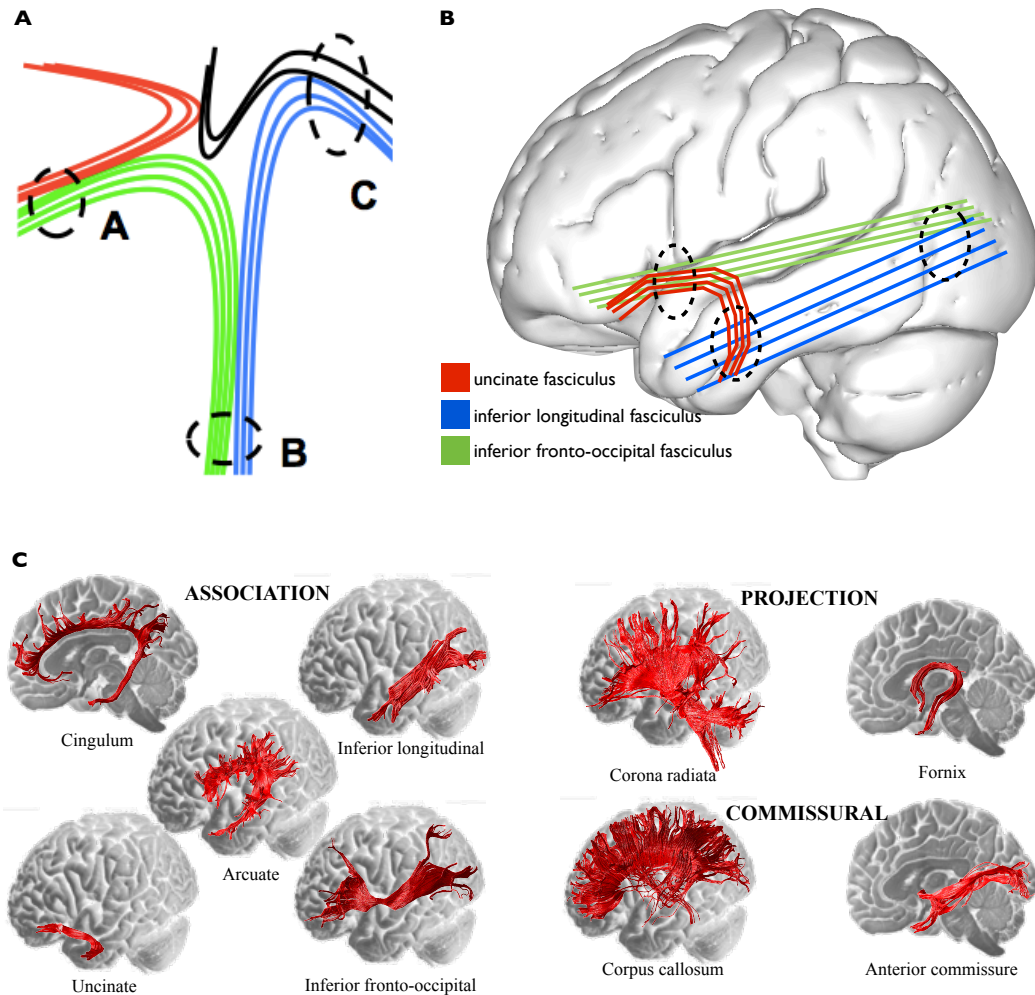 A
A
B
C
B
uncinate fasciculus
inferior longitudinal fasciculus
inferior fronto-occipital fasciculus
C
ASSOCIATION
Cingulum
Inferior longitudinal
Arcuate
Uncinate
Inferior fronto-occipital
PROJECTION
Corona radiata
Fornix
COMMISSURAL
Corpus callosum
Anterior commissure